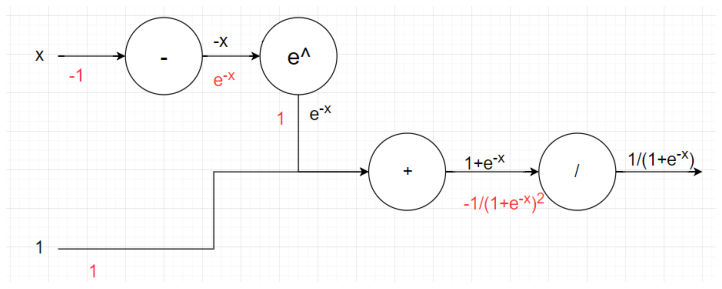 x
-1
-
-x
e-x
e^
1
e-x
+
1+e-x
-1/(1+e-x)2
/
1/(1+e-x)
1
1